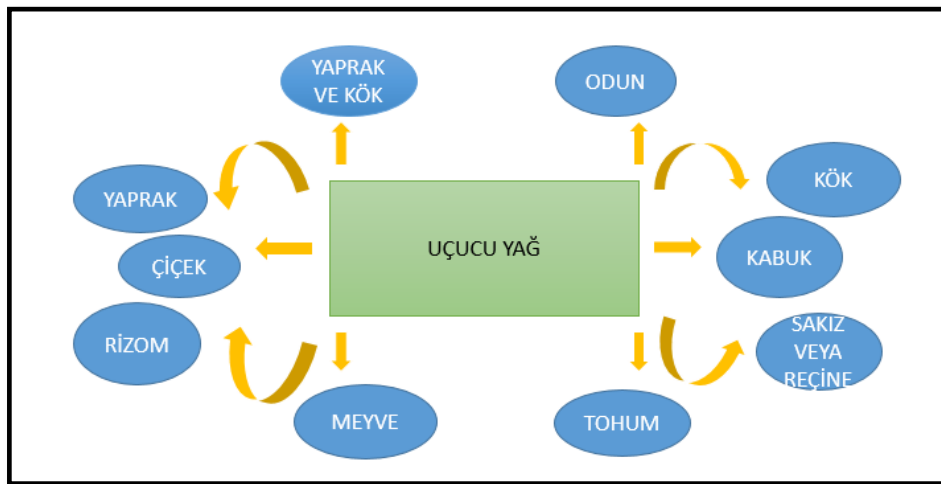 YAPRAK
VE KÖK
ODUN
YAPRAK
KÖK
ÇİÇEK
UÇUCU YAĞ
KABUK
RİZOM
SAKIZ
VEYA
REÇİNE
MEYVE
TOHUM